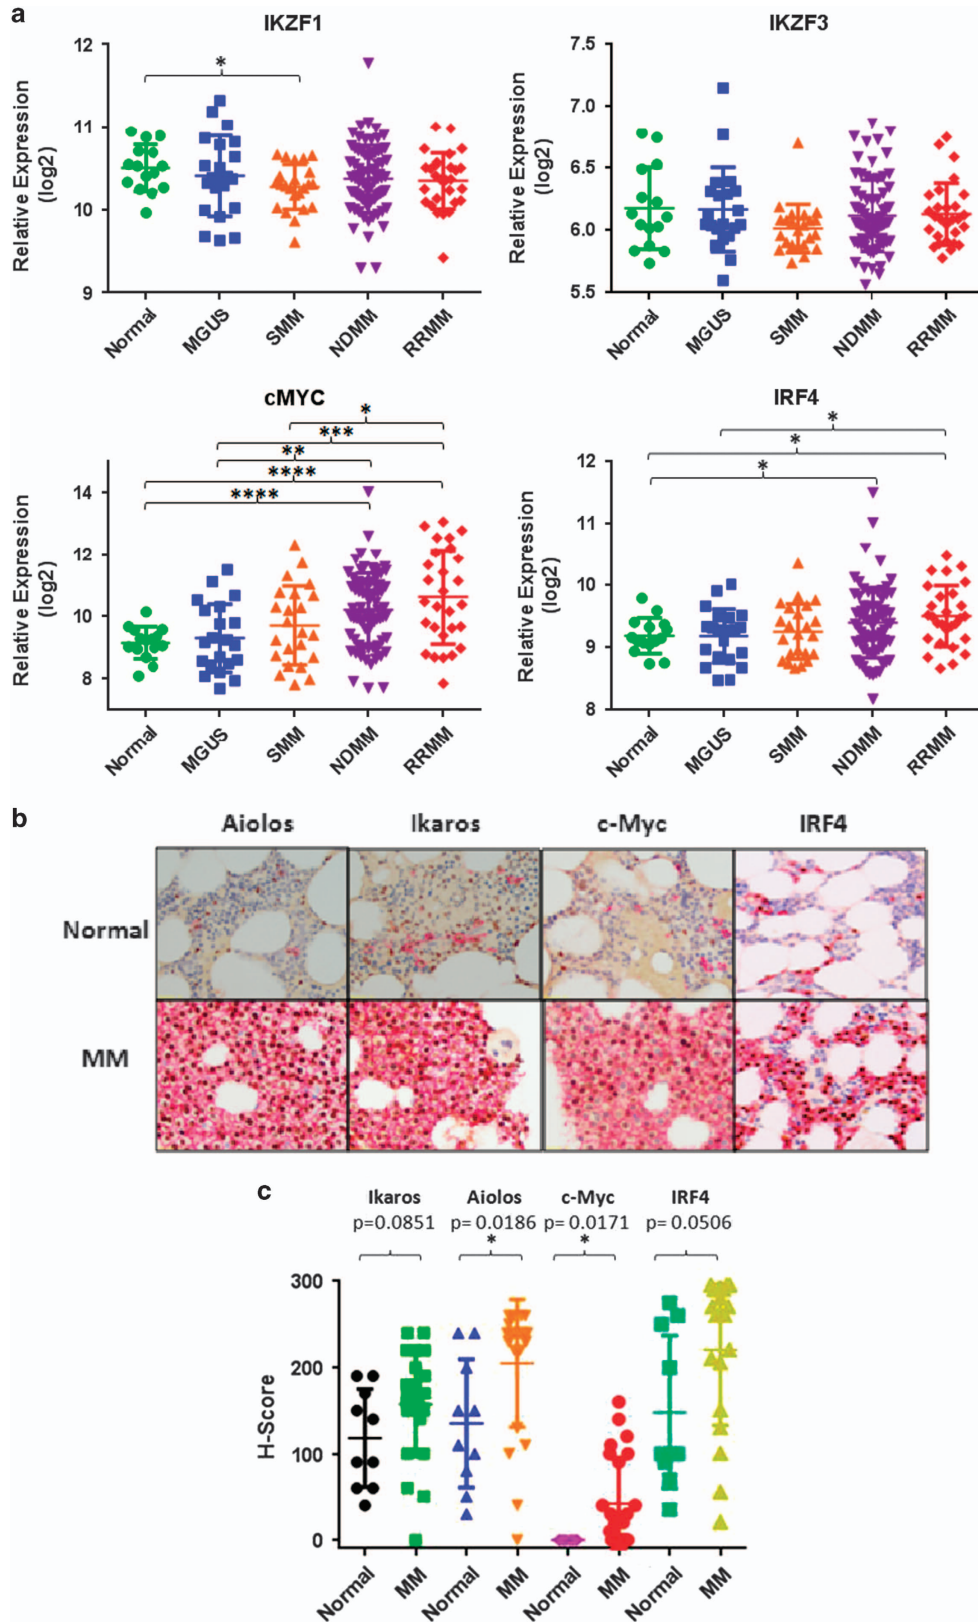 a
IKZF1
Relative Expression
(log2)
12
11
10
9
*
Normal
MGUS
SMM
NDMM
RRMM
IKZF3
Relative Expression
(log2)
7.5
7.0
6.5
6.0
5.5
Normal
MGUS
SMM
NDMM
RRMM
cMYC
*
***
**
****
****
Relative Expression
(log2)
14
12
10
8
Normal
MGUS
SMM
NDMM
RRMM
IRF4
*
*
*
Relative Expression
(log2)
12
11
10
9
8
Normal
MGUS
SMM
NDMM
RRMM
b
Aiolos Ikaros c-Myc IRF4
Normal
MM
c
Ikaros Aiolos c-Myc IRF4
p=0.0851 p= 0.0186 p= 0.0171 p= 0.0506
* *
H-Score
300
200
100
0
Normal
MM
Normal
MM
Normal
MM
Normal
MM